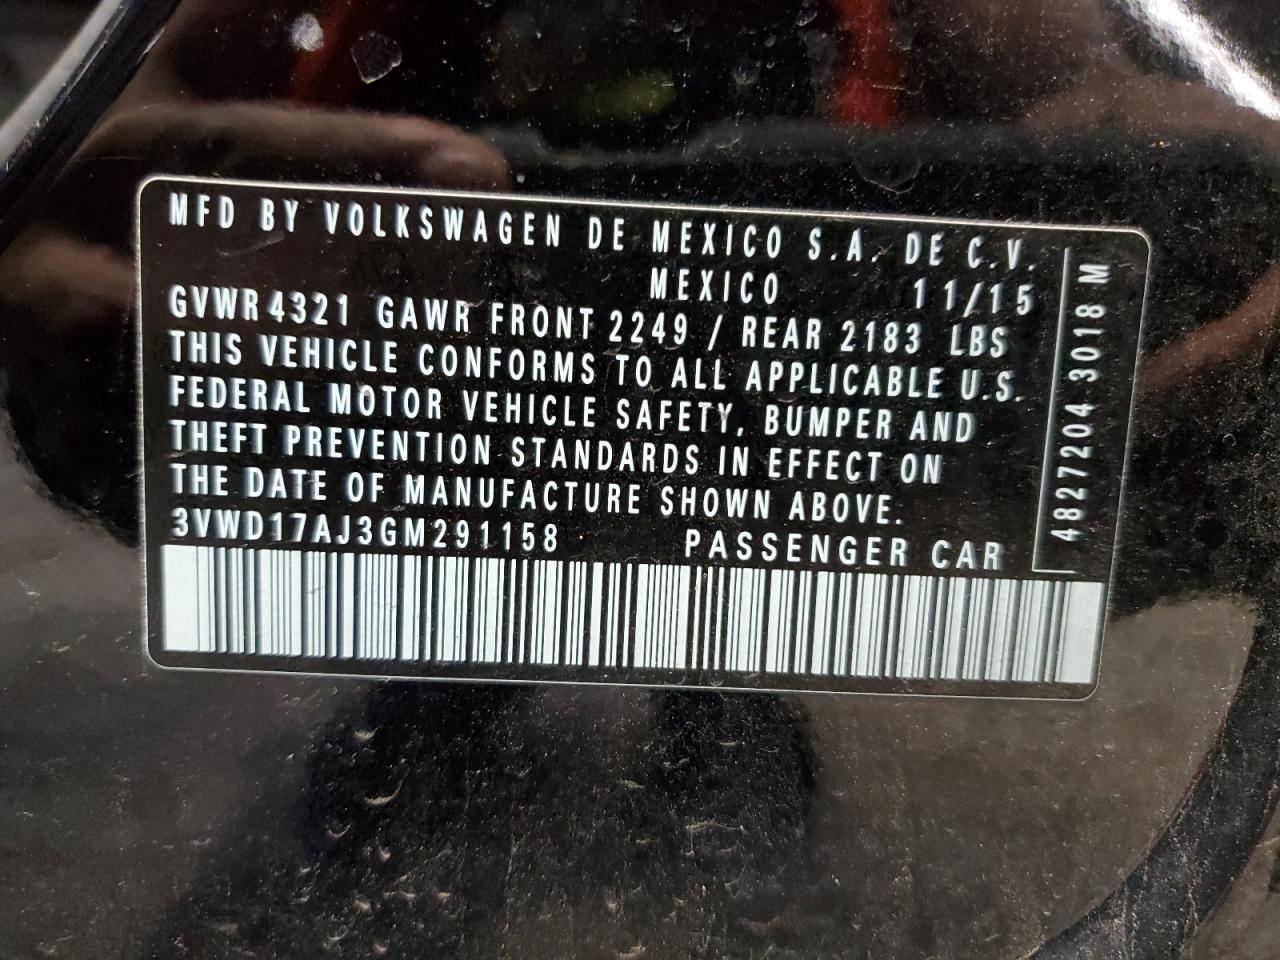 MFD BY VOLKSWAGEN DE MEXICO S.A. DE C.V.
MEXICO 11/15
GVWR 4321 GAWR FRONT 2249 / REAR 2183 LBS
THIS VEHICLE CONFORMS TO ALL APPLICABLE U.S.
FEDERAL MOTOR VEHICLE SAFETY, BUMPER AND
THEFT PREVENTION STANDARDS IN EFFECT ON
THE DATE OF MANUFACTURE SHOWN ABOVE.
3VWD17AJ3GM291158 PASSENGER CAR
4827204 3018 M